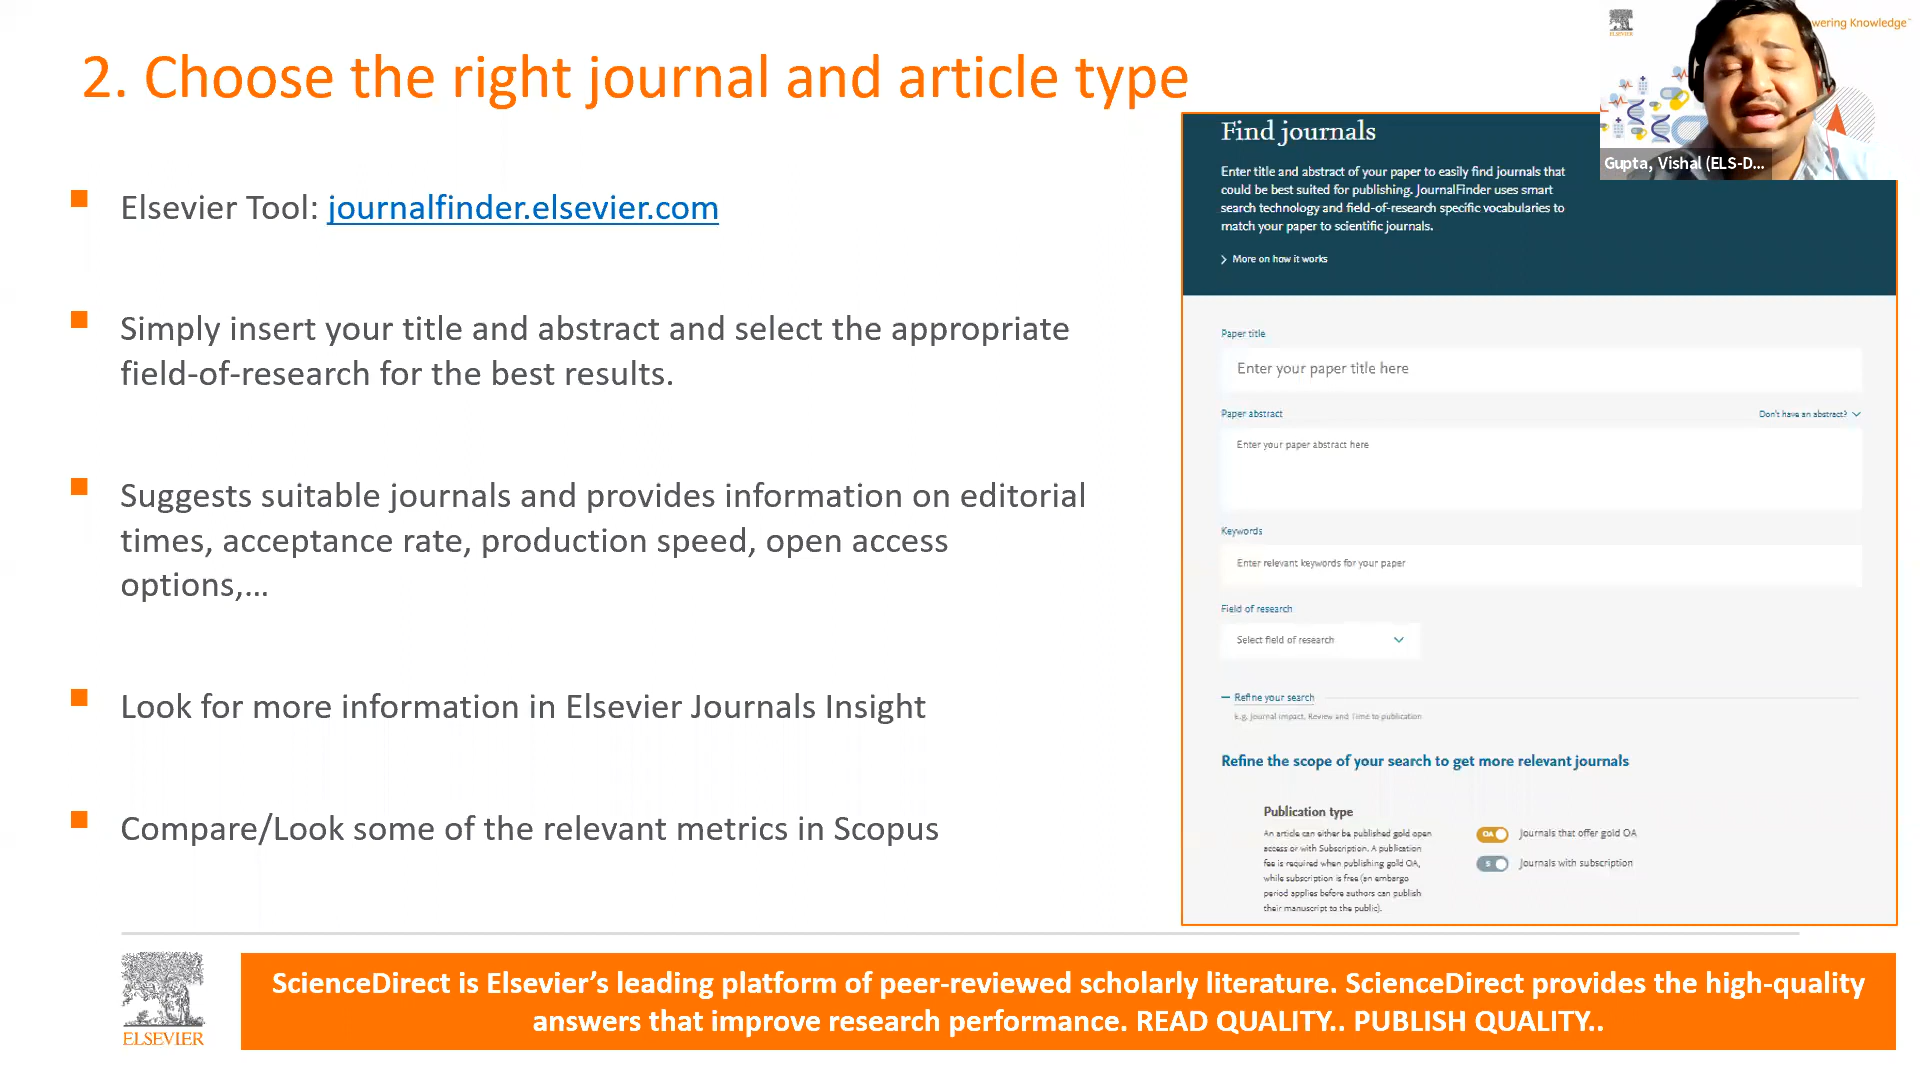 2. Choose the right journal and article type
Elsevier Tool: journalfinder.elsevier.com
Simply insert your title and abstract and select the appropriate
field-of-research for the best results.
Suggests suitable journals and provides information on editorial
times, acceptance rate, production speed, open access
options,...
Look for more information in Elsevier Journals Insight
Compare/Look some of the relevant metrics in Scopus
Find journals
Enter title and abstract of your paper to easily find journals that
could be best suited for publishing. JournalFinder uses smart
search technology and field-of-research specific vocabularies to
match your paper to scientific journals.
More on how it works
Paper title
Enter your paper title here
Paper abstract
Don't have an abstract?
Enter your paper abstract here
Keywords
Enter relevant keywords for your paper
Field of research
Select field of research
Refine your search
E.g. Journal Impact, Review and Time to publication
Refine the scope of your search to get more relevant journals
Publication type
An article can either be published gold open
access or with Subscription. A publication
fee is required when publishing gold OA,
while subscription is free (an embargo
period applies before authors can publish
their manuscript to the public).
OA Journals that offer gold OA
S Journals with subscription
ELSEVIER
wering Knowledge™
Gupta, Vishal (ELS-D...
ELSEVIER
ScienceDirect is Elsevier’s leading platform of peer-reviewed scholarly literature. ScienceDirect provides the high-quality
answers that improve research performance. READ QUALITY.. PUBLISH QUALITY..